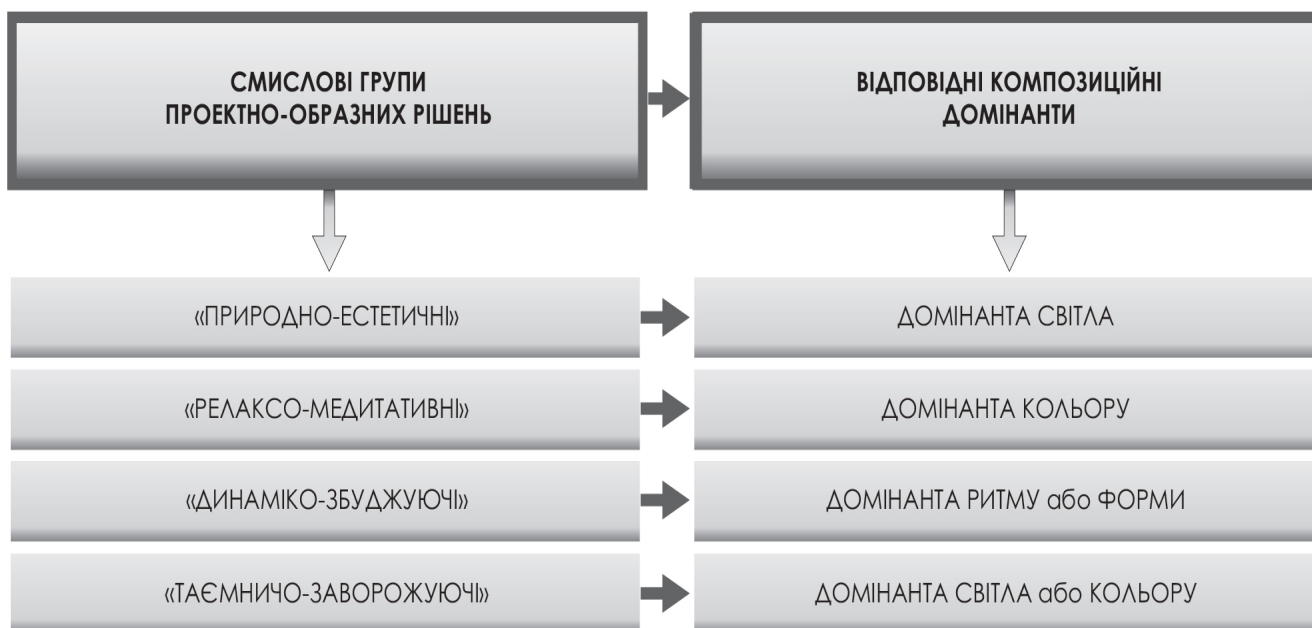 СМИСЛОВІ ГРУПИ
ПРОЕКТНО-ОБРАЗНИХ РІШЕНЬ
ВІДПОВІДНІ КОМПОЗИЦІЙНІ
ДОМІНАНТИ
«ПРИРОДНО-ЕСТЕТИЧНІ»
ДОМІНАНТА СВІТЛА
«РЕЛАКСО-МЕДИТАТИВНІ»
ДОМІНАНТА КОЛЬОРУ
«ДИНАМІКО-ЗБУДЖУЮЧІ»
ДОМІНАНТА РИТМУ або ФОРМИ
«ТАЄМНИЧО-ЗАВОРОЖУЮЧІ»
ДОМІНАНТА СВІТЛА або КОЛЬОРУ